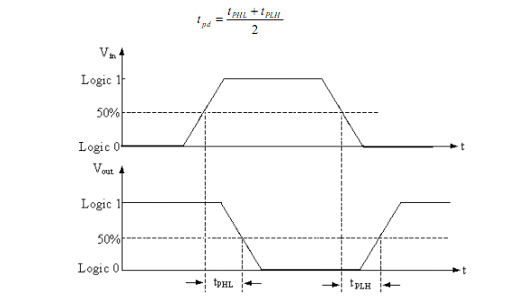 t_pd = (t_PHL + t_PLH) / 2
V_in
Logic 1
50%
Logic 0
t
V_out
Logic 1
50%
Logic 0
t
t_PHL
t_PLH